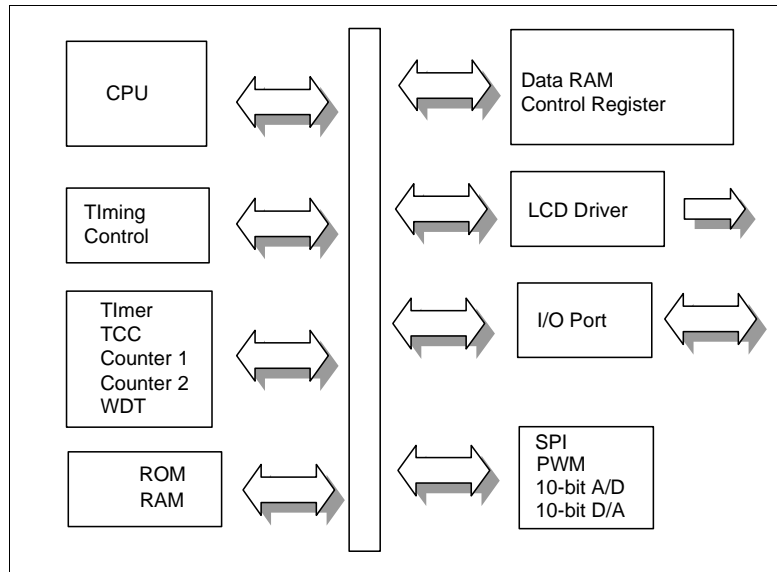 CPU
TIming
Control
TImer
TCC
Counter 1
Counter 2
WDT
ROM
RAM
Data RAM
Control Register
LCD Driver
I/O Port
SPI
PWM
10-bit A/D
10-bit D/A